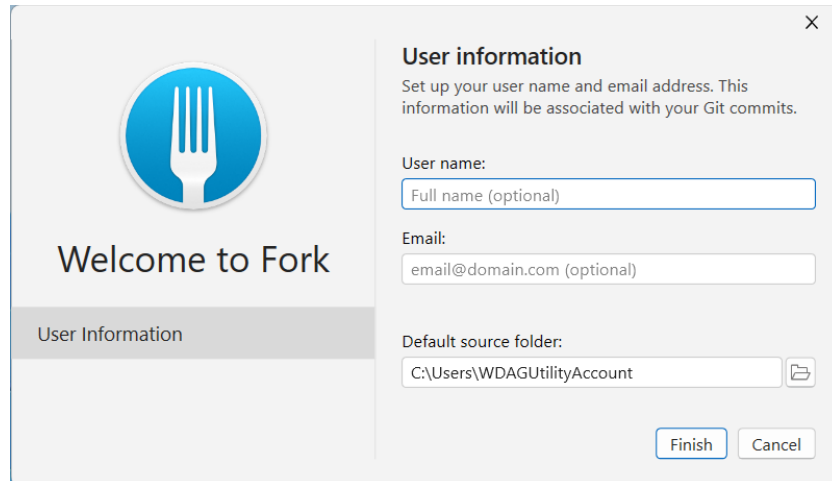 Welcome to Fork
User Information
User information
Set up your user name and email address. This
information will be associated with your Git commits.
User name:
Full name (optional)
Email:
email@domain.com (optional)
Default source folder:
C:\Users\WDAGUtilityAccount
Finish
Cancel